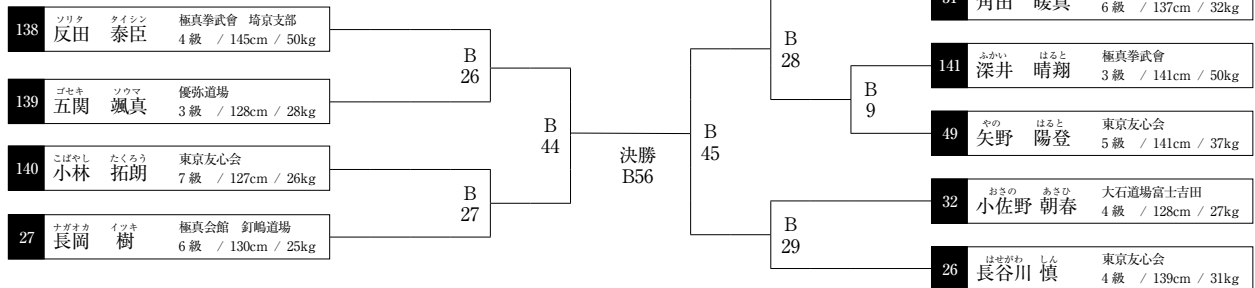 138 ソリタ タイシン
反田 泰臣
極真拳武會 埼京支部
4級 / 145cm / 50kg
139 ゴセキ ソウマ
五関 颯真
優弥道場
3級 / 128cm / 28kg
140 こばやし たくろう
小林 拓朗
東京友心会
7級 / 127cm / 26kg
27 ナガオカ イツキ
長岡 樹
極真会館 釘嶋道場
6級 / 130cm / 25kg
B
26
B
27
B
44
決勝
B56
B
45
B
28
B
29
B
9
角田 暖真
6級 / 137cm / 32kg
141 ふかい はると
深井 晴翔
極真拳武會
3級 / 141cm / 50kg
49 やの はると
矢野 陽登
東京友心会
5級 / 141cm / 37kg
32 おさの あさひ
小佐野 朝春
大石道場富士吉田
4級 / 128cm / 27kg
26 はせがわ しん
長谷川 慎
東京友心会
4級 / 139cm / 31kg